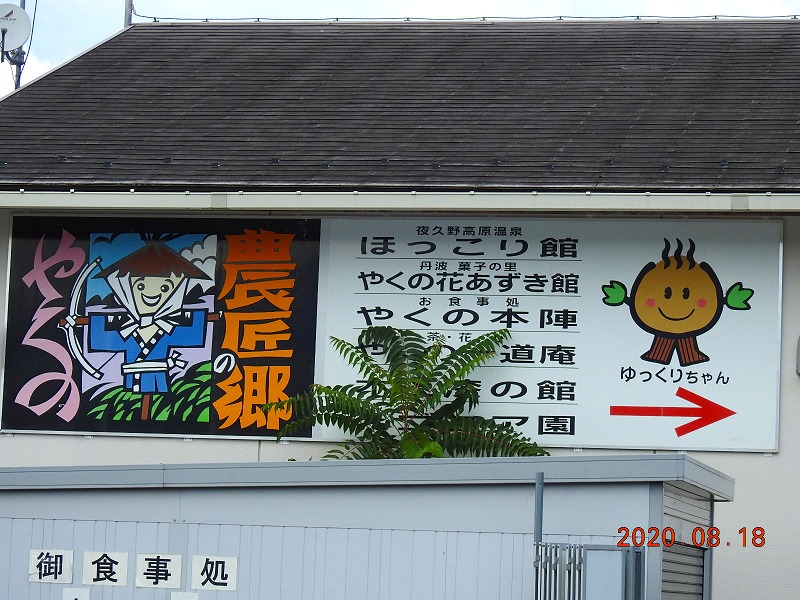 やくの
農匠の郷
夜久野高原温泉
ほっこり館
丹波 菓子の里
やくの花あずき館
お食事処
やくの本陣
茶・花
道庵
の館
園
ゆっくりちゃん
御食事処
2020.08.18